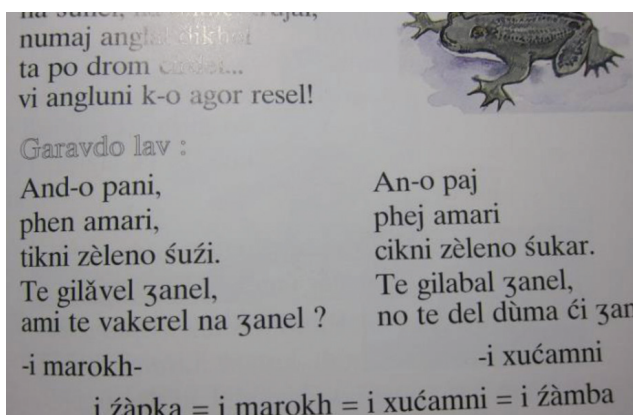 numaj
ta po drom
vi angluni k-o agor resel!
Garavdo lav :
And-o pani,
phen amari,
tikni zèleno śuźi.
Te gilăvel ʒanel,
ami te vakerel na ʒanel ?
-i marokh-
An-o paj
phej amari
cikni zèleno śukar.
Te gilabal ʒanel,
no te del dùma ći
-i xućamni
i źàpka = i marokh = i xućamni = i źàmba